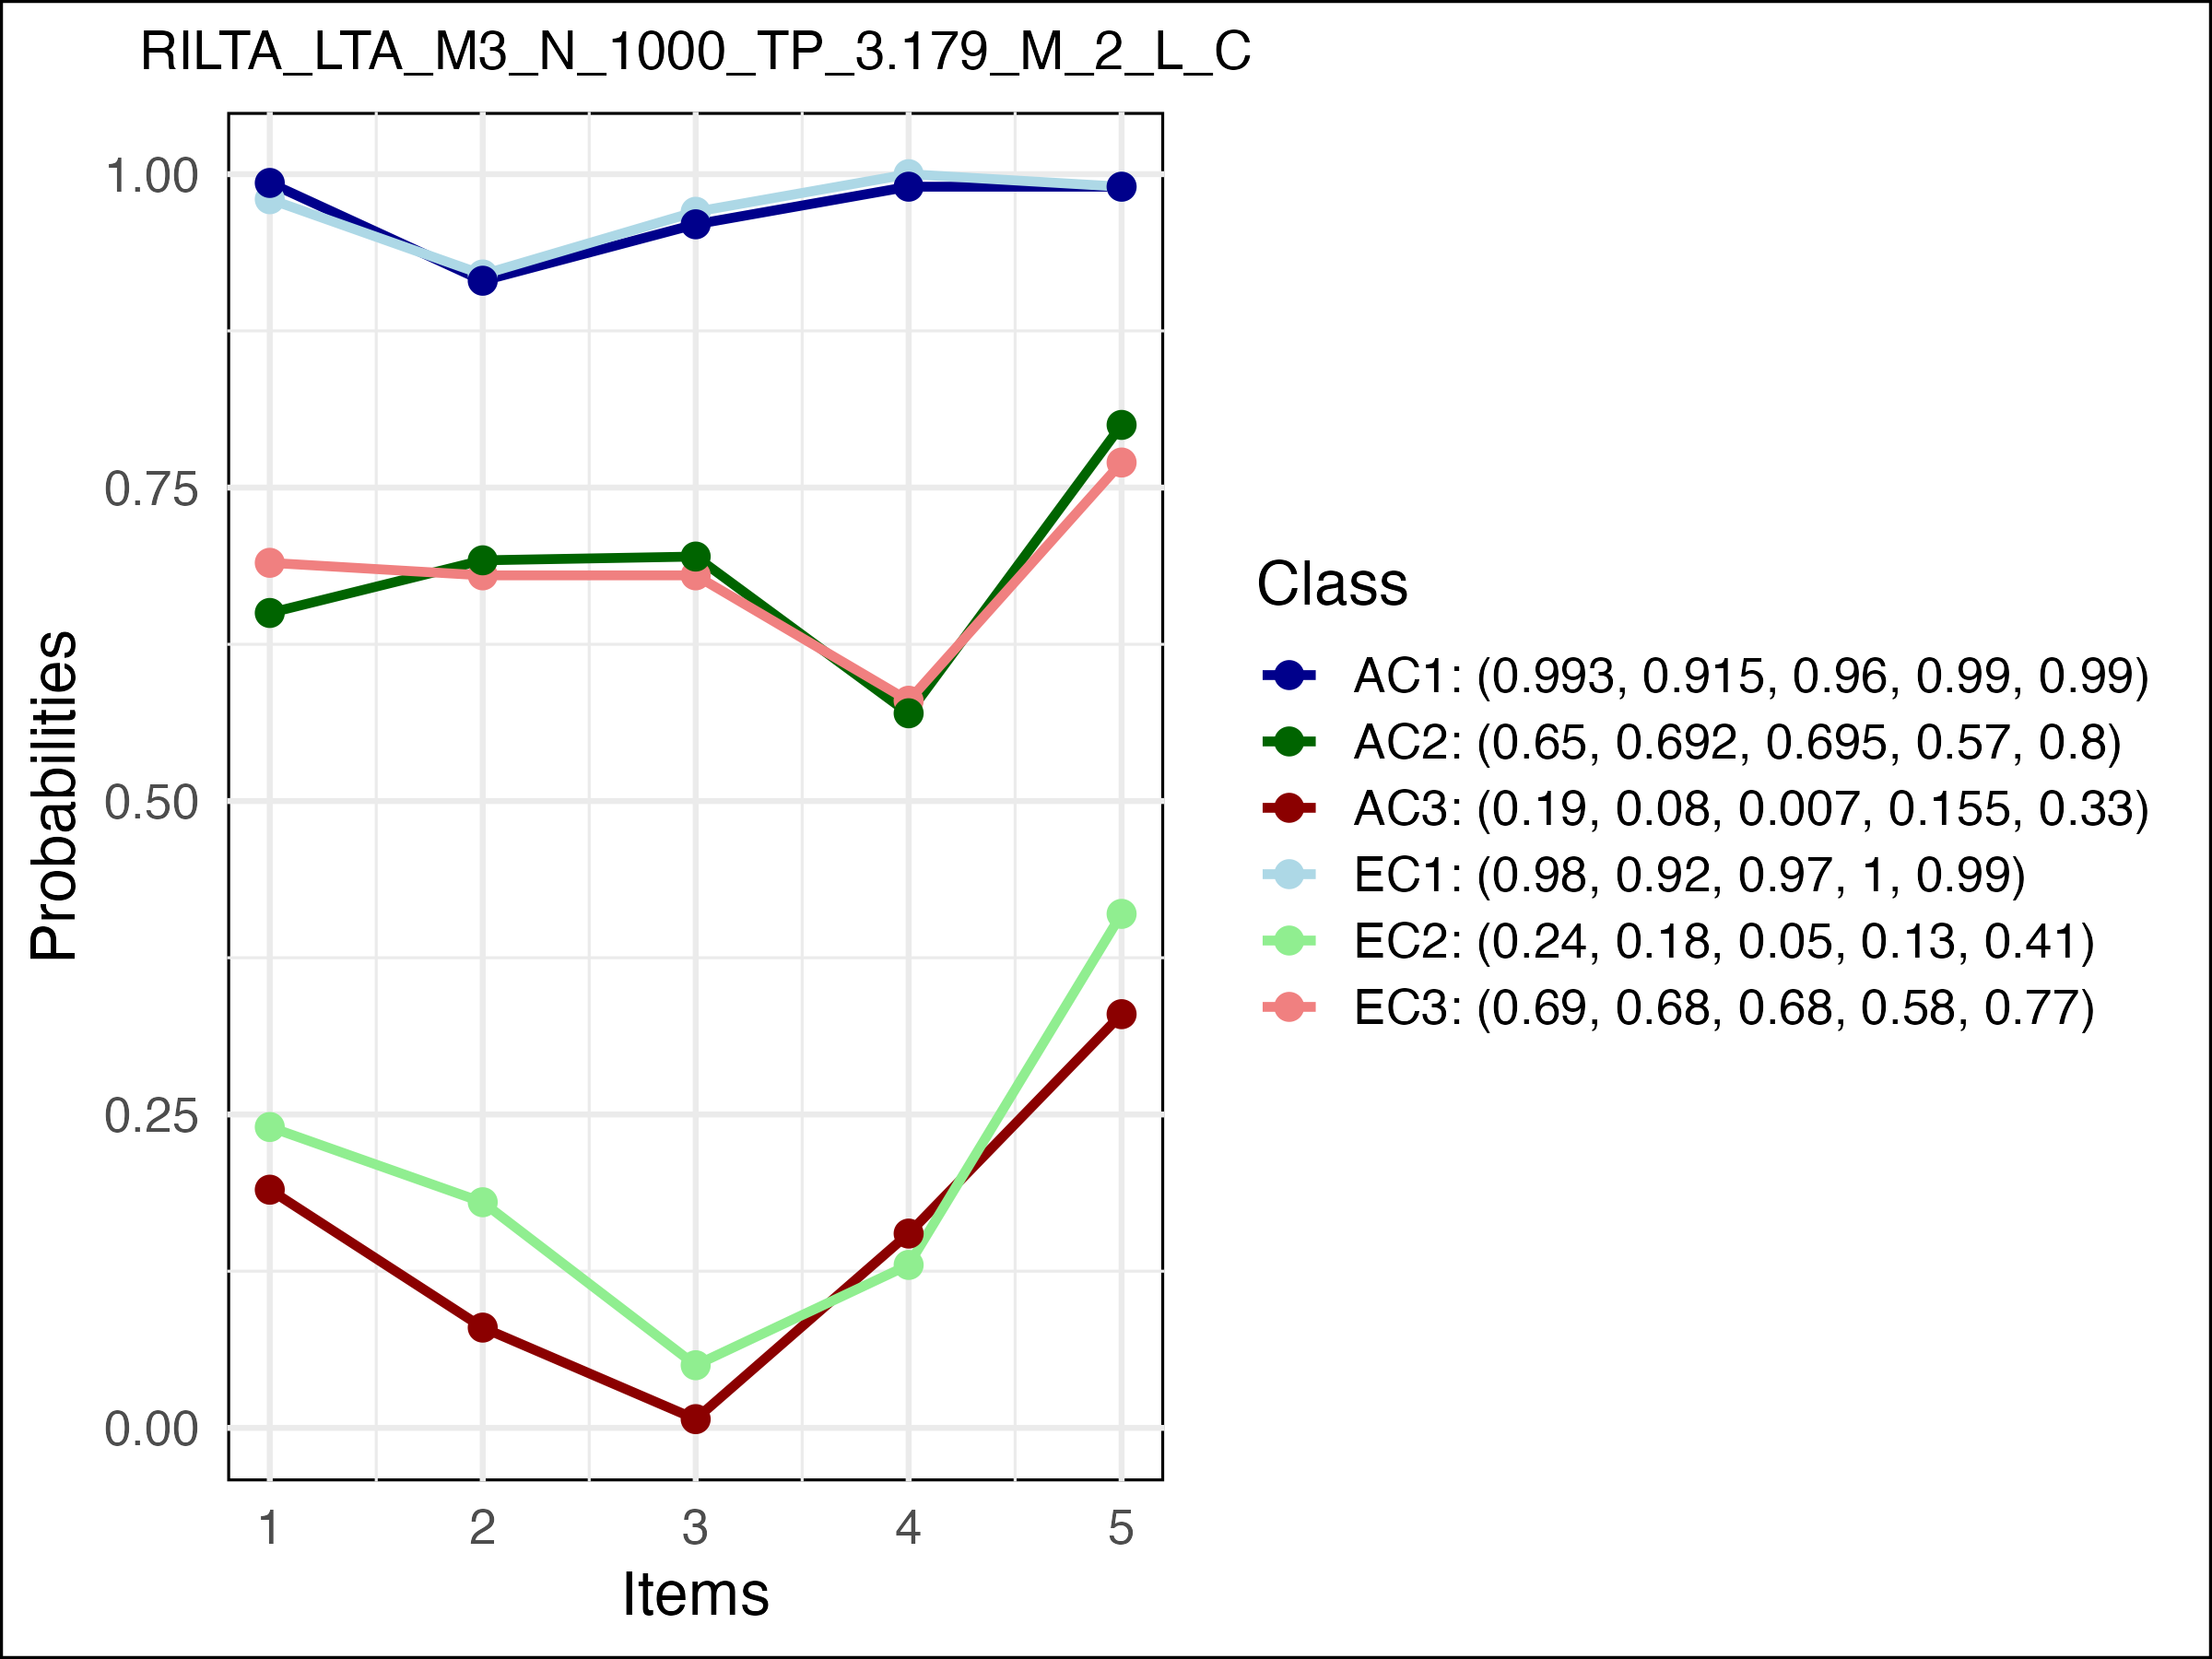 RILTA_LTA_M3_N_1000_TP_3.179_M_2_L_C
1.00
0.75
0.50
0.25
0.00
Probabilities
1 2 3 4 5
Items
Class
AC1: (0.993, 0.915, 0.96, 0.99, 0.99)
AC2: (0.65, 0.692, 0.695, 0.57, 0.8)
AC3: (0.19, 0.08, 0.007, 0.155, 0.33)
EC1: (0.98, 0.92, 0.97, 1, 0.99)
EC2: (0.24, 0.18, 0.05, 0.13, 0.41)
EC3: (0.69, 0.68, 0.68, 0.58, 0.77)